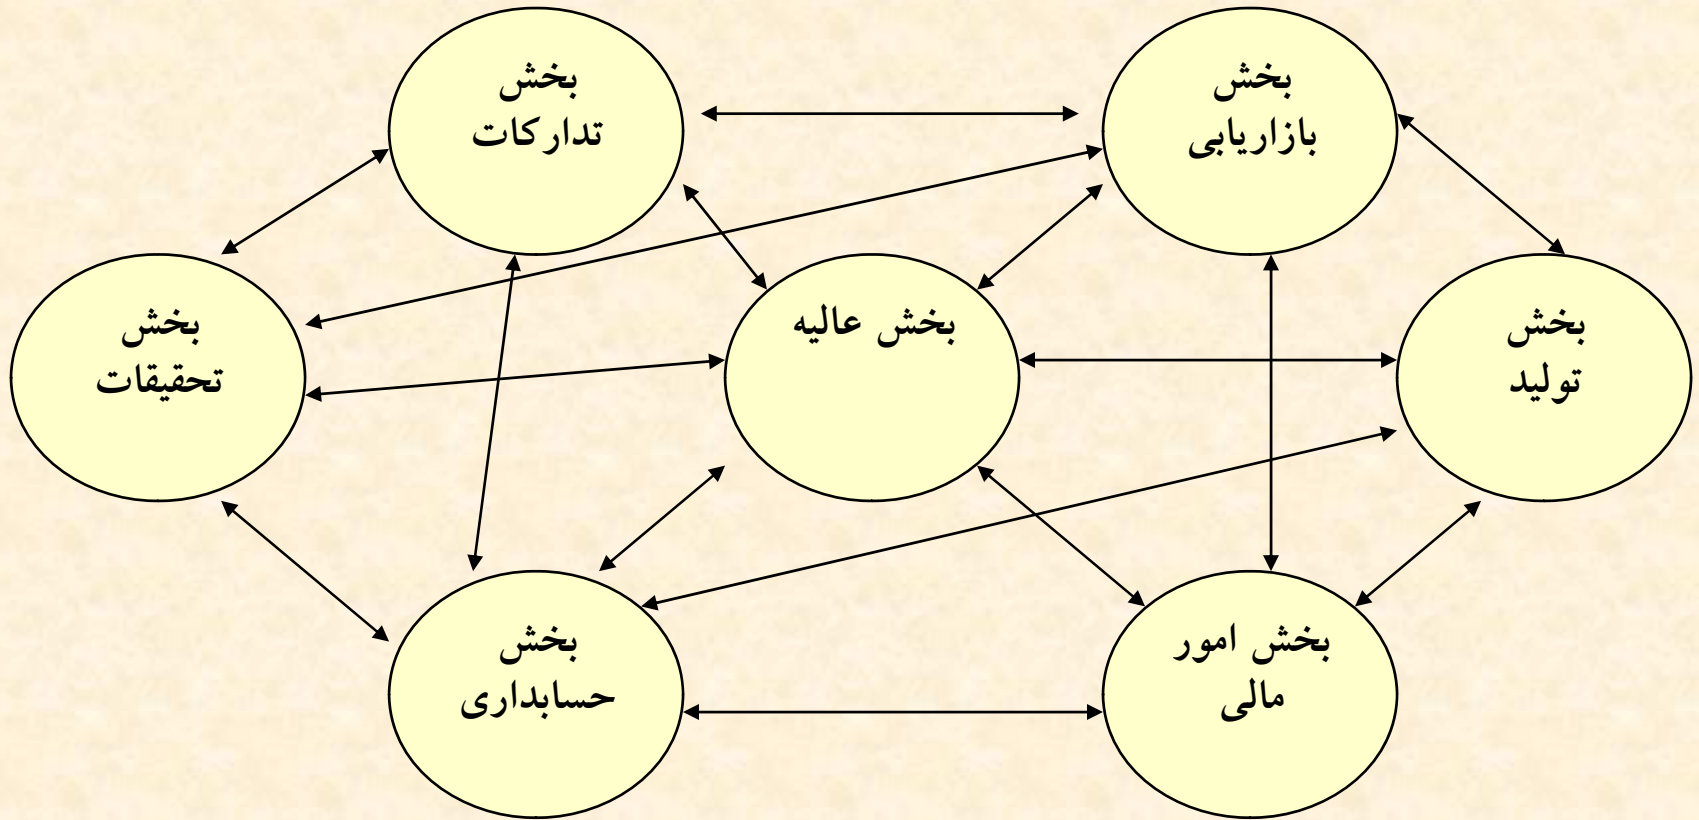 بخش
بازاریابی
بخش
تدارکات
بخش
تولید
بخش عالیه
بخش
تحقیقات
بخش امور
مالی
بخش
حسابداری